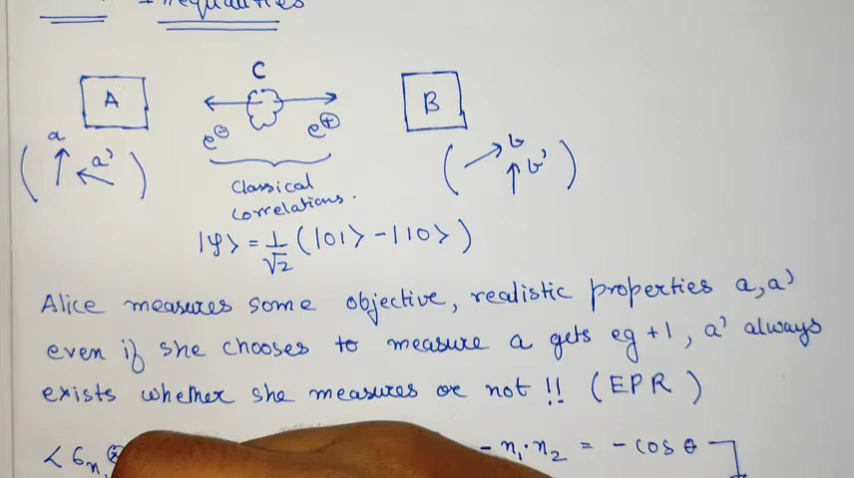 Inequalities
C
A
B
e⊖ e⊕
a
a'
b
b'
Classical
correlations.
|ψ⟩ = 1/√2 (|01⟩ - |10⟩)
Alice measures some objective, realistic properties a, a'
even if she chooses to measure a gets eg +1, a' always
exists whether she measures or not !! (EPR)
- n₁·n₂ = - cos θ